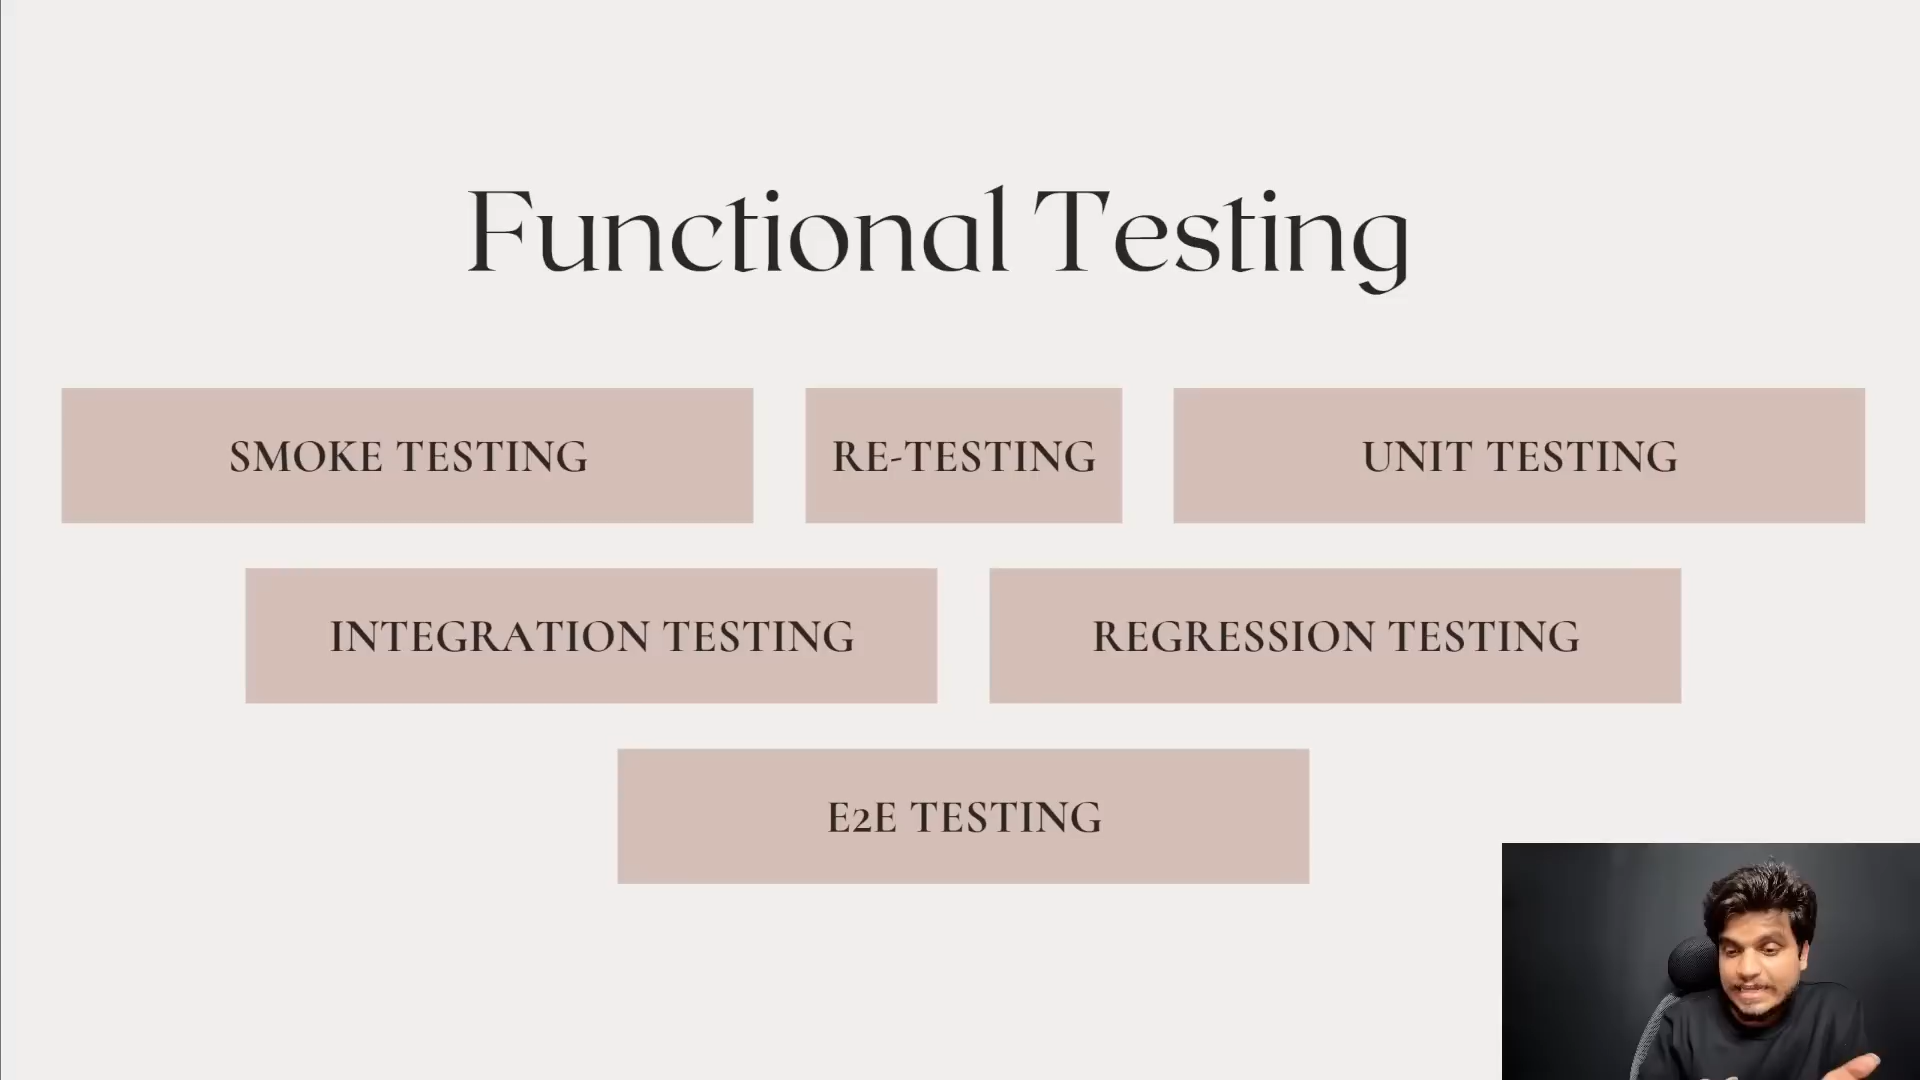 Functional Testing
SMOKE TESTING
RE-TESTING
UNIT TESTING
INTEGRATION TESTING
REGRESSION TESTING
E2E TESTING